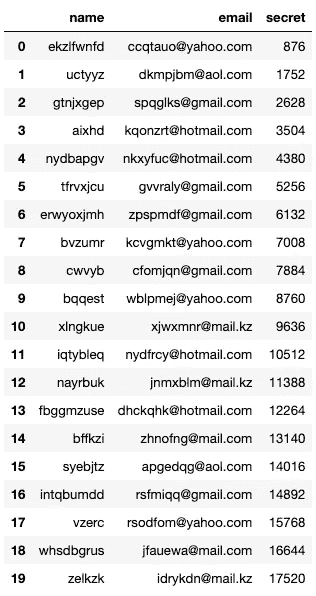 name email secret
0 ekzlfwnfd ccqtauo@yahoo.com 876
1 uctyyz dkmpjbm@aol.com 1752
2 gtnjxgep spqglks@gmail.com 2628
3 aixhd kqonzrt@hotmail.com 3504
4 nydbapgv nkxyfuc@hotmail.com 4380
5 tfrvxjcu gvvraly@gmail.com 5256
6 erwyoxjmh zpspmdf@gmail.com 6132
7 bvzumr kcvgmkt@yahoo.com 7008
8 cwvyb cfomjqn@gmail.com 7884
9 bqqest wblpmej@yahoo.com 8760
10 xlngkue xjwxmnr@mail.kz 9636
11 iqtybleq nydfrcy@hotmail.com 10512
12 nayrbuk jnmxblm@mail.kz 11388
13 fbggmzuse dhckqhk@hotmail.com 12264
14 bffkzi zhnofng@mail.com 13140
15 syebjtz apgedqg@aol.com 14016
16 intqbumdd rsfmiqq@gmail.com 14892
17 vzerc rsodfom@yahoo.com 15768
18 whsdbgrus jfauewa@mail.com 16644
19 zelkzk idrykdn@mail.kz 17520